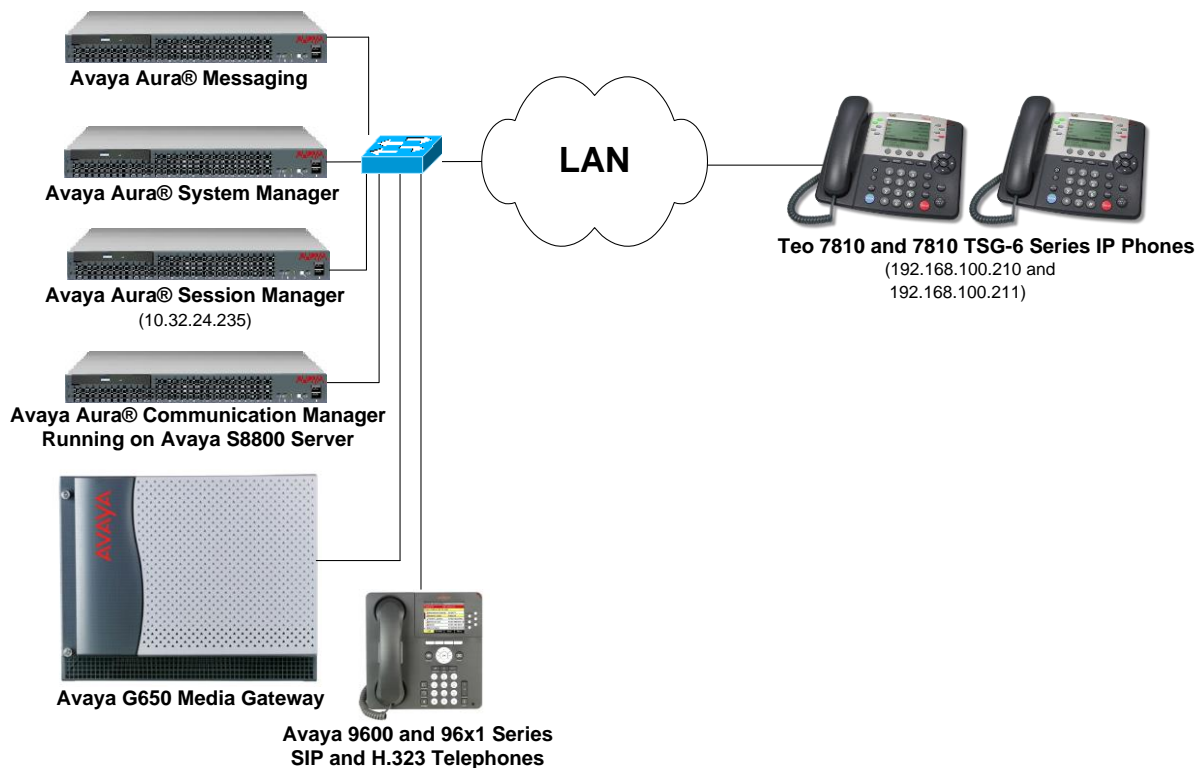 Avaya Aura® Messaging
Avaya Aura® System Manager
Avaya Aura® Session Manager
(10.32.24.235)
Avaya Aura® Communication Manager
Running on Avaya S8800 Server
AVAYA
Avaya G650 Media Gateway
Avaya 9600 and 96x1 Series
SIP and H.323 Telephones
LAN
Teo 7810 and 7810 TSG-6 Series IP Phones
(192.168.100.210 and
192.168.100.211)